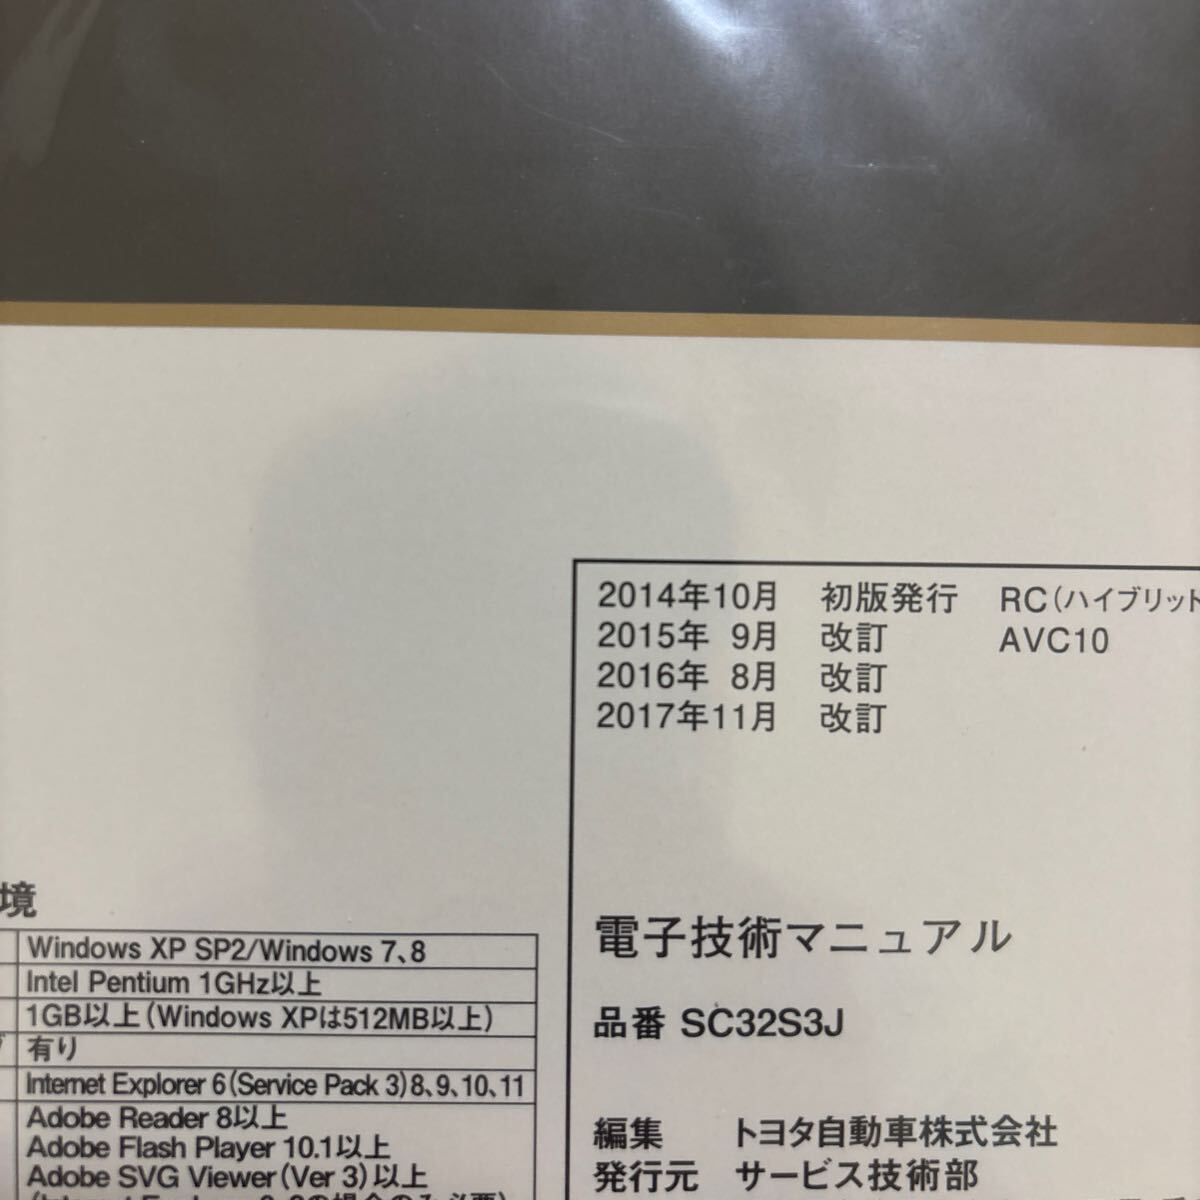 2014年10月 初版発行 RC(ハイブリット
2015年 9月 改訂 AVC10
2016年 8月 改訂
2017年11月 改訂
境
Windows XP SP2/Windows 7、8
Intel Pentium 1GHz以上
1GB以上(Windows XPは512MB以上)
有り
Internet Explorer 6(Service Pack 3)8、9、10、11
Adobe Reader 8以上
Adobe Flash Player 10.1以上
Adobe SVG Viewer(Ver 3)以上
電子技術マニュアル
品番 SC32S3J
編集 トヨタ自動車株式会社
発行元 サービス技術部